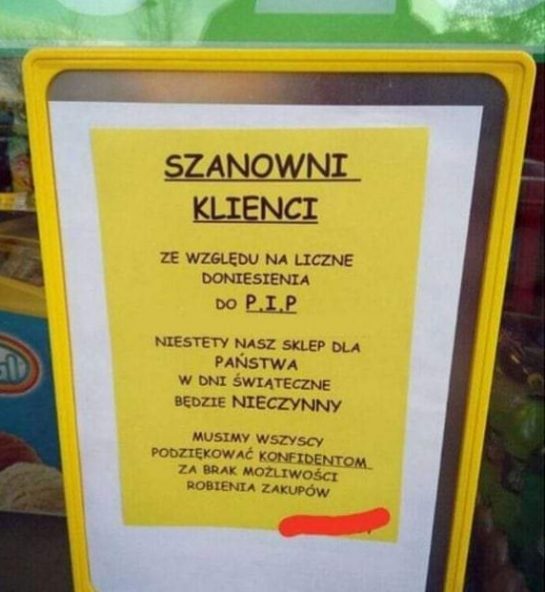 SZANOWNI
KLIENCI
ZE WZGLĘDU NA LICZNE
DONIESIENIA
DO P.I.P
NIESTETY NASZ SKLEP DLA
PAŃSTWA
W DNI ŚWIĄTECZNE
BĘDZIE NIECZYNNY
MUSIMY WSZYSCY
PODZIĘKOWAĆ KONFIDENTOM
ZA BRAK MOŻLIWOŚCI
ROBIENIA ZAKUPÓW